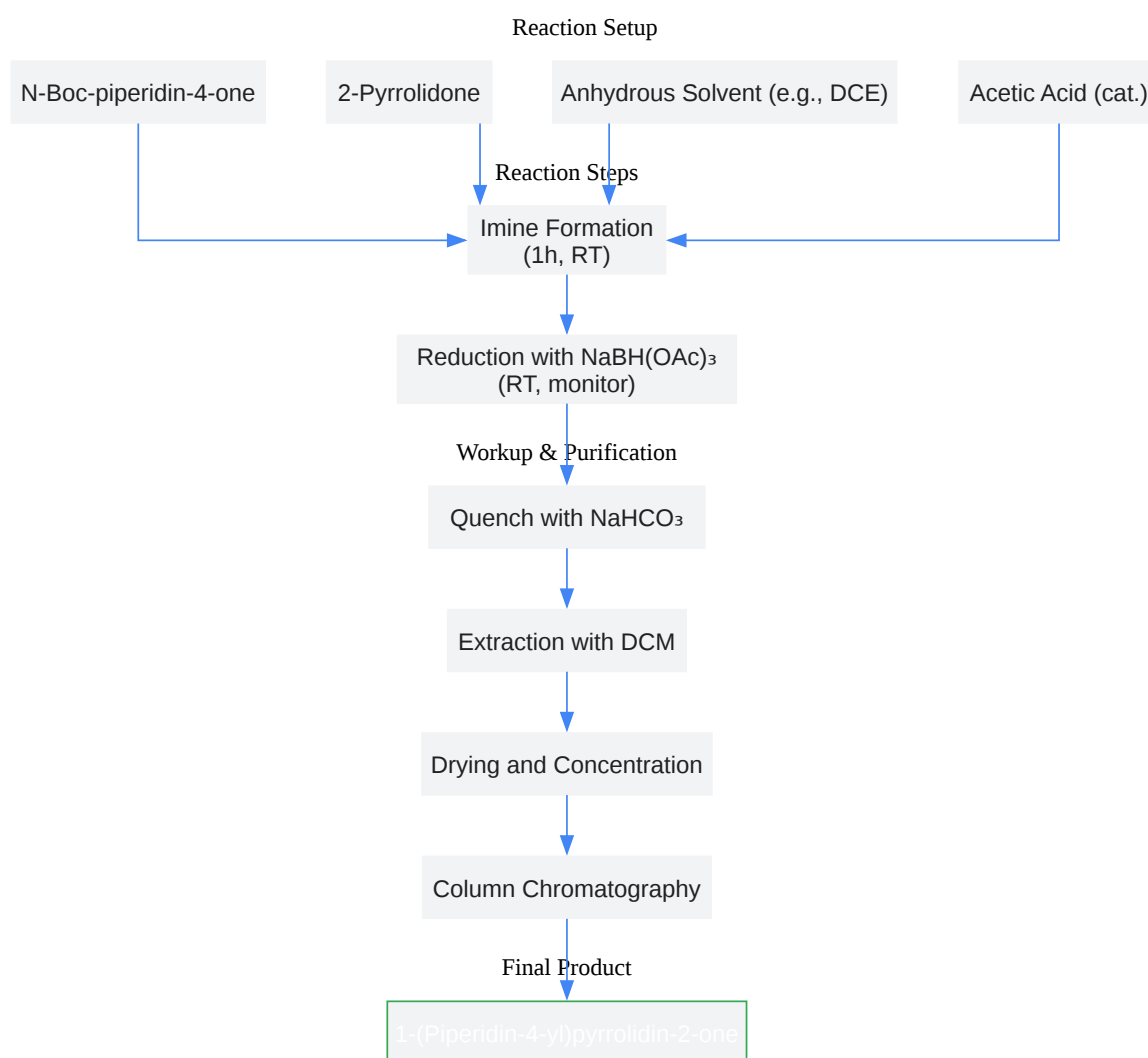 Reaction Setup
N-Boc-piperidin-4-one
2-Pyrrolidone
Anhydrous Solvent (e.g., DCE)
Acetic Acid (cat.)
Reaction Steps
Imine Formation
(1h, RT)
Reduction with NaBH(OAc)₃
(RT, monitor)
Workup & Purification
Quench with NaHCO₃
Extraction with DCM
Drying and Concentration
Column Chromatography
Final Product
1-(Piperidin-4-yl)pyrrolidin-2-one